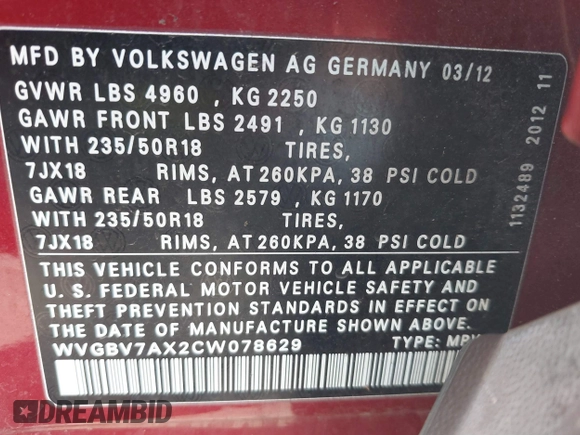 MFD BY VOLKSWAGEN AG GERMANY 03/12
GVWR LBS 4960 , KG 2250
GAWR FRONT LBS 2491 , KG 1130
WITH 235/50R18 TIRES,
7JX18 RIMS, AT 260KPA, 38 PSI COLD
GAWR REAR LBS 2579 , KG 1170
WITH 235/50R18 TIRES,
7JX18 RIMS, AT 260KPA, 38 PSI COLD
THIS VEHICLE CONFORMS TO ALL APPLICABLE
U. S. FEDERAL MOTOR VEHICLE SAFETY AND
THEFT PREVENTION STANDARDS IN EFFECT ON
THE DATE OF MANUFACTURE SHOWN ABOVE.
WVGBV7AX2CW078629 TYPE: MPV
1132489 2012 11
DREAMBID